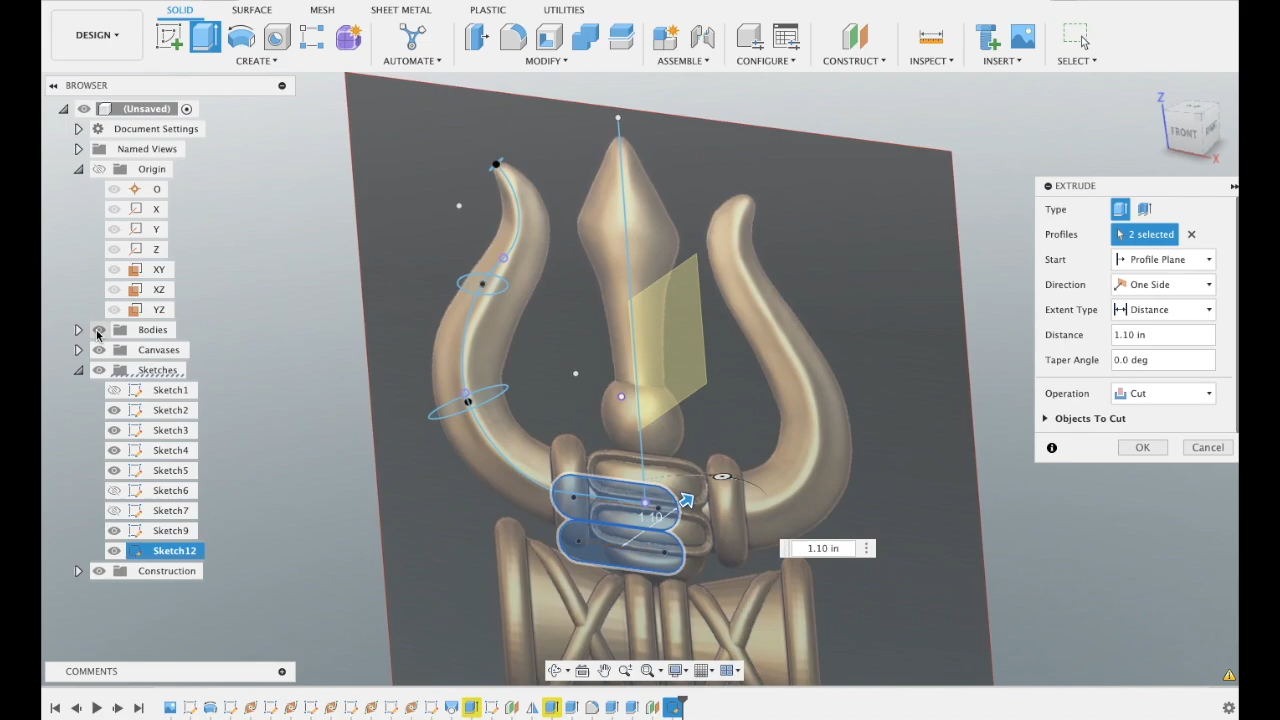 SOLID SURFACE MESH SHEET METAL PLASTIC UTILITIES
DESIGN
CREATE AUTOMATE MODIFY ASSEMBLE CONFIGURE CONSTRUCT INSPECT INSERT SELECT
BROWSER
(Unsaved)
Document Settings
Named Views
Origin
O
X
Y
Z
XY
XZ
YZ
Bodies
Canvases
Sketches
Sketch1
Sketch2
Sketch3
Sketch4
Sketch5
Sketch6
Sketch7
Sketch9
Sketch12
Construction
COMMENTS
Z
FRONT
X
1.10
1.10 in
EXTRUDE
Type
Profiles 2 selected
Start Profile Plane
Direction One Side
Extent Type Distance
Distance 1.10 in
Taper Angle 0.0 deg
Operation Cut
Objects To Cut
OK Cancel